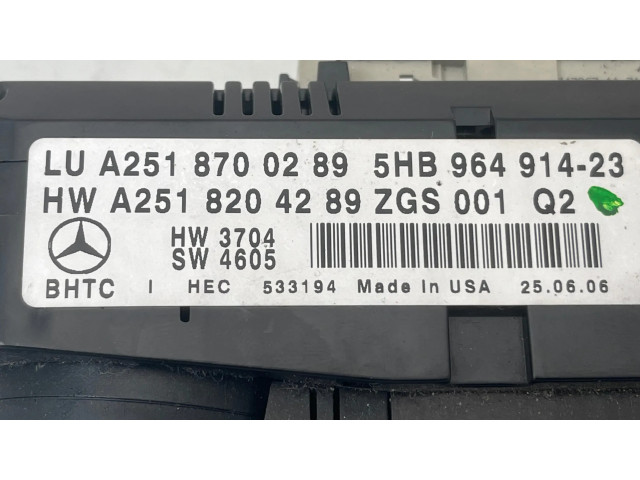 LU A251 870 02 89 5HB 964 914-23
HW A251 820 42 89 ZGS 001 Q2
HW 3704
SW 4605
BHTC I HEC 533194 Made In USA 25.06.06